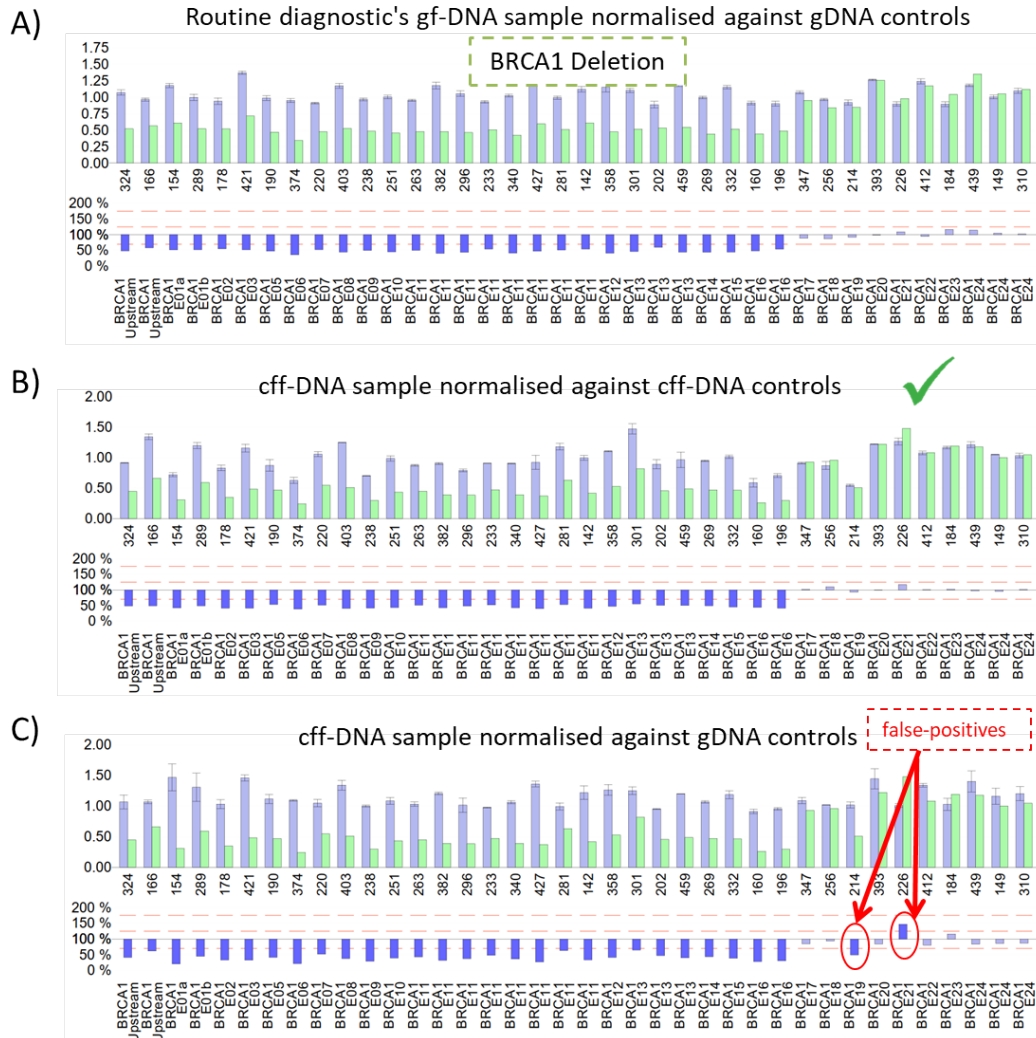 A)
Routine diagnostic's gf-DNA sample normalised against gDNA controls
BRCA1 Deletion
1.75
1.50
1.25
1.00
0.75
0.50
0.25
0.00
324 166 154 289 178 421 190 374 220 403 238 251 263 382 296 233 340 427 281 142 358 301 202 459 269 332 160 196 347 256 214 393 226 412 184 439 149 310
200 %
150 %
100 %
50 %
0 %
BRCA1 BRCA1 BRCA1 BRCA1 BRCA1 BRCA1 BRCA1 BRCA1 BRCA1 BRCA1 BRCA1 BRCA1 BRCA1 BRCA1 BRCA1 BRCA1 BRCA1 BRCA1 BRCA1 BRCA1 BRCA1 BRCA1 BRCA1 BRCA1 BRCA1 BRCA1 BRCA1 BRCA1 BRCA1 BRCA1 BRCA1 BRCA1 BRCA1 BRCA1 BRCA1 BRCA1 BRCA1 BRCA1
Upstream Upstream E01a E01b E02 E03 E05 E06 E07 E08 E09 E10 E11 E11 E11 E11 E11 E11 E11 E11 E12 E13 E13 E13 E14 E15 E16 E16 E17 E18 E19 E20 E21 E22 E23 E24 E24 E24
B)
cff-DNA sample normalised against cff-DNA controls
2.00
1.50
1.00
0.50
0.00
324 166 154 289 178 421 190 374 220 403 238 251 263 382 296 233 340 427 281 142 358 301 202 459 269 332 160 196 347 256 214 393 226 412 184 439 149 310
200 %
150 %
100 %
50 %
0 %
BRCA1 BRCA1 BRCA1 BRCA1 BRCA1 BRCA1 BRCA1 BRCA1 BRCA1 BRCA1 BRCA1 BRCA1 BRCA1 BRCA1 BRCA1 BRCA1 BRCA1 BRCA1 BRCA1 BRCA1 BRCA1 BRCA1 BRCA1 BRCA1 BRCA1 BRCA1 BRCA1 BRCA1 BRCA1 BRCA1 BRCA1 BRCA1 BRCA1 BRCA1 BRCA1 BRCA1 BRCA1 BRCA1
Upstream Upstream E01a E01b E02 E03 E05 E06 E07 E08 E09 E10 E11 E11 E11 E11 E11 E11 E11 E11 E12 E13 E13 E13 E14 E15 E16 E16 E17 E18 E19 E20 E21 E22 E23 E24 E24 E24
C)
cff-DNA sample normalised against gDNA controls
false-positives
2.00
1.50
1.00
0.50
0.00
324 166 154 289 178 421 190 374 220 403 238 251 263 382 296 233 340 427 281 142 358 301 202 459 269 332 160 196 347 256 214 393 226 412 184 439 149 310
200 %
150 %
100 %
50 %
0 %
BRCA1 BRCA1 BRCA1 BRCA1 BRCA1 BRCA1 BRCA1 BRCA1 BRCA1 BRCA1 BRCA1 BRCA1 BRCA1 BRCA1 BRCA1 BRCA1 BRCA1 BRCA1 BRCA1 BRCA1 BRCA1 BRCA1 BRCA1 BRCA1 BRCA1 BRCA1 BRCA1 BRCA1 BRCA1 BRCA1 BRCA1 BRCA1 BRCA1 BRCA1 BRCA1 BRCA1 BRCA1 BRCA1
Upstream Upstream E01a E01b E02 E03 E05 E06 E07 E08 E09 E10 E11 E11 E11 E11 E11 E11 E11 E11 E12 E13 E13 E13 E14 E15 E16 E16 E17 E18 E19 E20 E21 E22 E23 E24 E24 E24